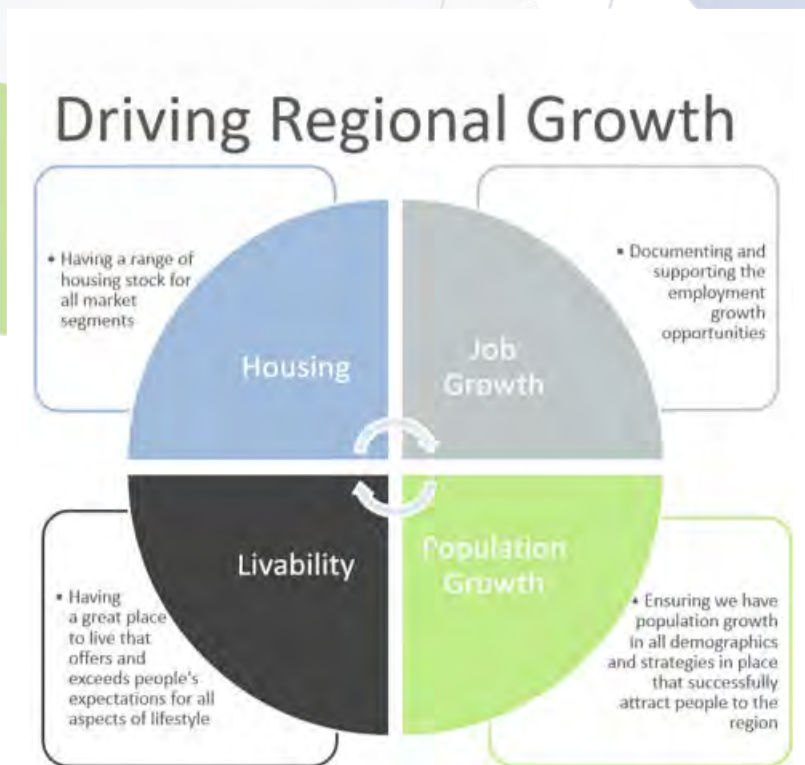 Driving Regional Growth
• Having a range of
housing stock for
all market
segments
• Documenting and
supporting the
employment
growth
opportunities
Housing
Job
Growth
Livability
Population
Growth
• Having
a great place
to live that
offers and
exceeds people's
expectations for all
aspects of lifestyle
• Ensuring we have
population growth
in all demographics
and strategies in place
that successfully
attract people to the
region